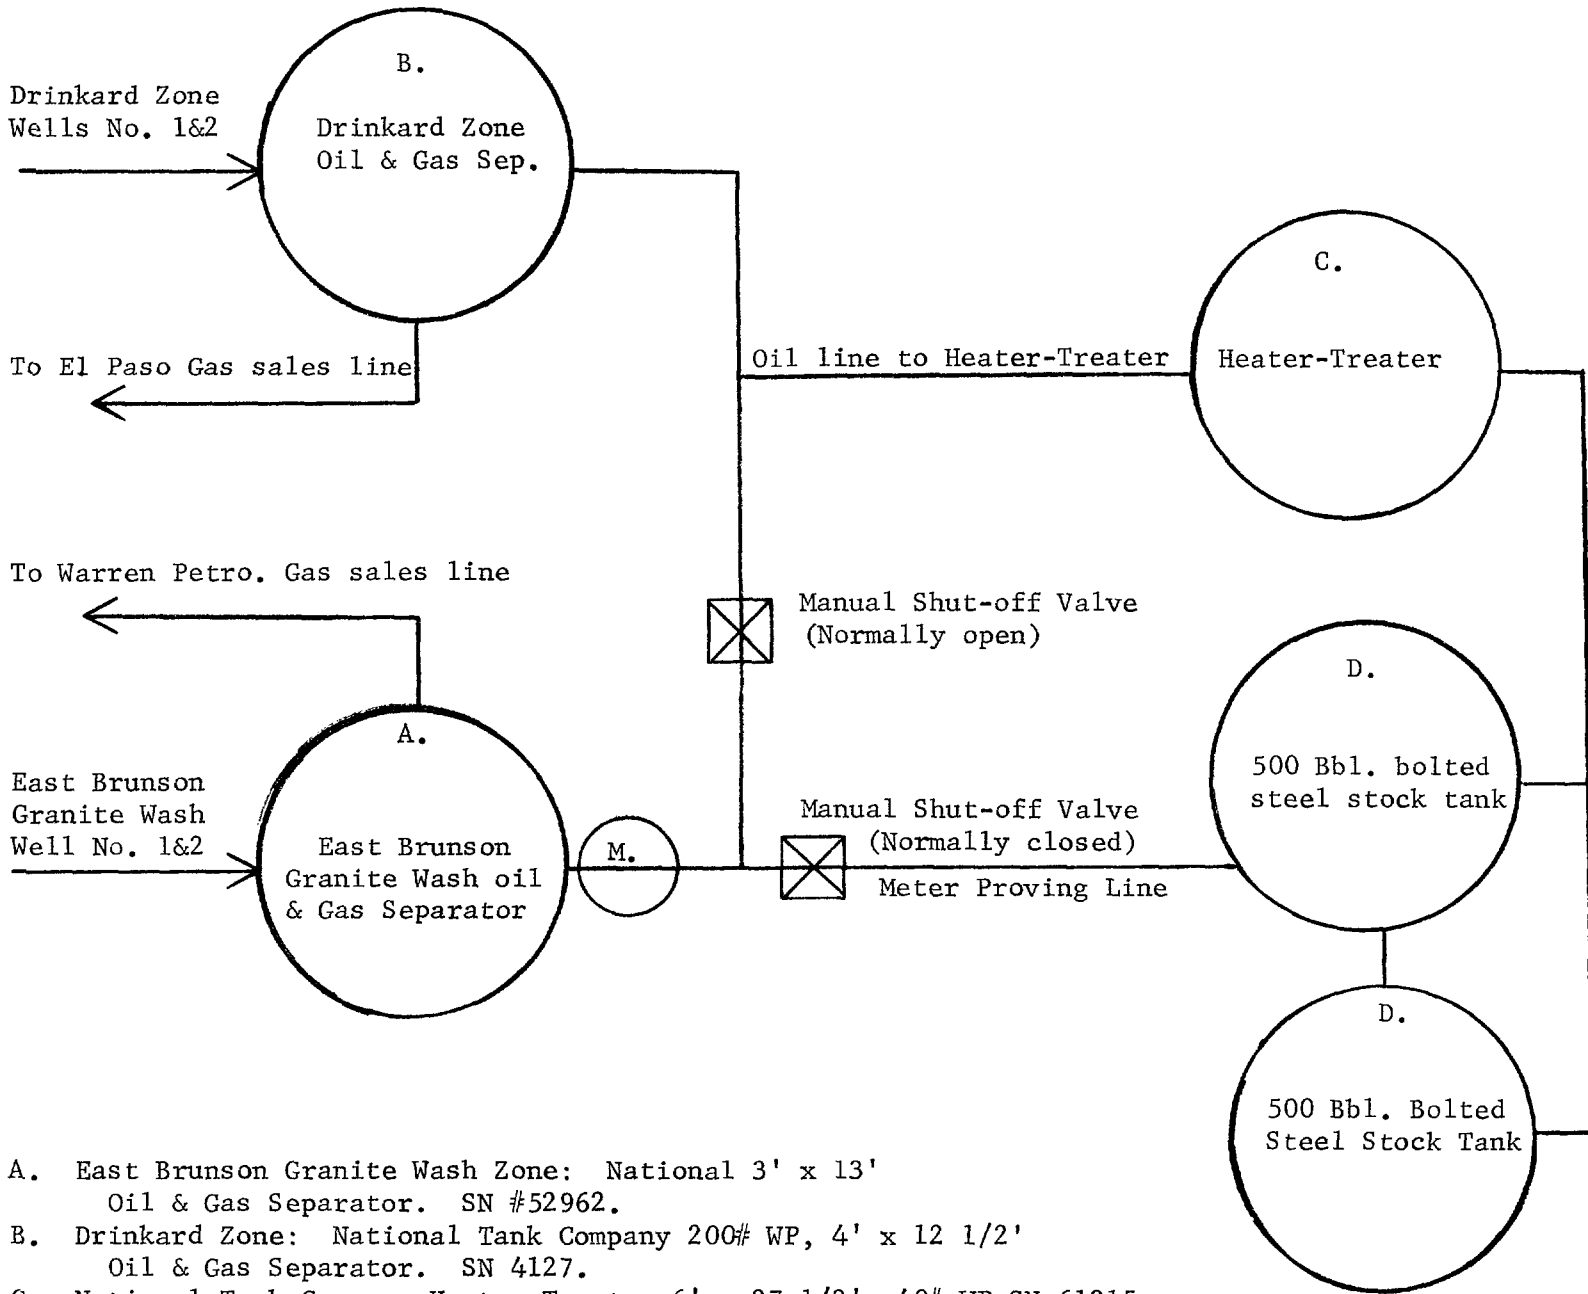 B.
Drinkard Zone
Wells No. 1&2
Drinkard Zone
Oil & Gas Sep.
C.
To El Paso Gas sales line
Oil line to Heater-Treater
Heater-Treater
To Warren Petro. Gas sales line
Manual Shut-off Valve
(Normally open)
D.
A.
East Brunson
Granite Wash
Well No. 1&2
500 Bbl. bolted
steel stock tank
Manual Shut-off Valve
(Normally closed)
East Brunson
Granite Wash oil
& Gas Separator
M.
Meter Proving Line
D.
500 Bbl. Bolted
Steel Stock Tank
A. East Brunson Granite Wash Zone: National 3' x 13'
Oil & Gas Separator. SN #52962.
B. Drinkard Zone: National Tank Company 200# WP, 4' x 12 1/2'
Oil & Gas Separator. SN 4127.